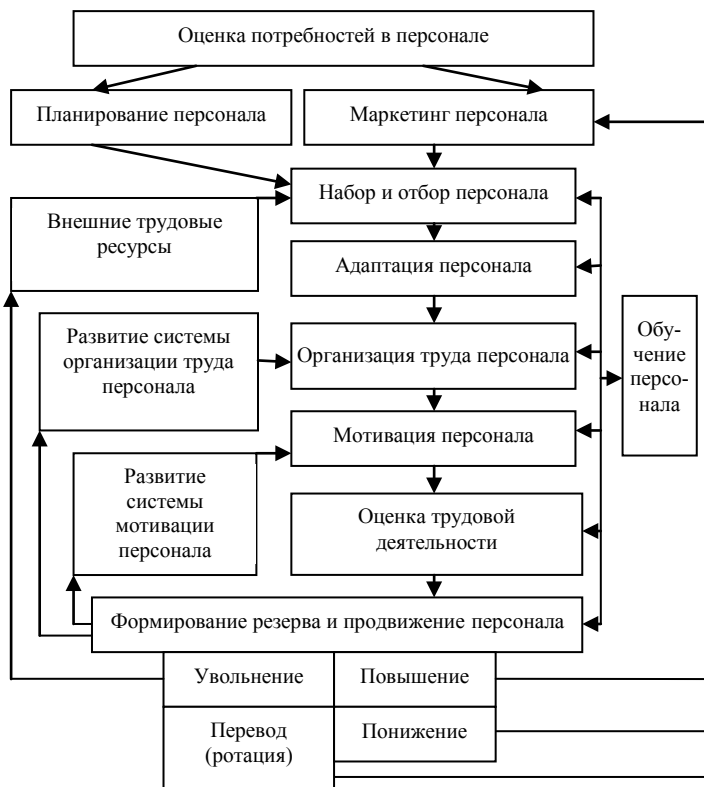 Оценка потребностей в персонале
Планирование персонала
Маркетинг персонала
Набор и отбор персонала
Внешние трудовые
ресурсы
Адаптация персонала
Развитие системы
организации труда
персонала
Организация труда персонала
Обу-
чение
персо-
нала
Мотивация персонала
Развитие
системы
мотивации
персонала
Оценка трудовой
деятельности
Формирование резерва и продвижение персонала
Увольнение
Повышение
Перевод
(ротация)
Понижение